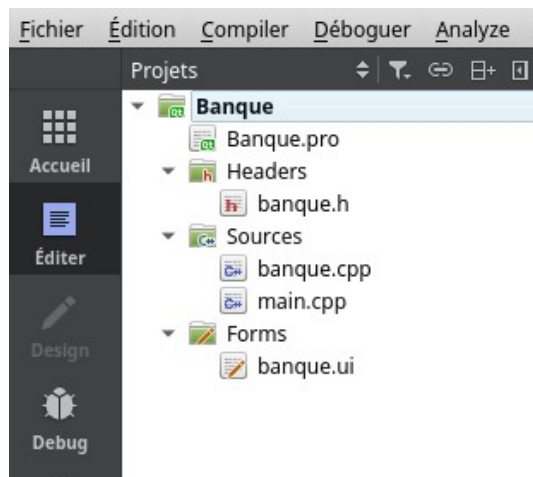 Fichier Édition Compiler Déboguer Analyze
Projets
Banque
Banque.pro
Accueil
Headers
banque.h
Sources
Éditer
banque.cpp
main.cpp
Forms
Design
banque.ui
Debug